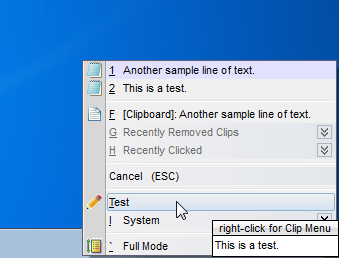 1 Another sample line of text.
2 This is a test.
F [Clipboard]: Another sample line of text.
G Recently Removed Clips
H Recently Clicked
Cancel (ESC)
Test
I System
right-click for Clip Menu
This is a test.
` Full Mode